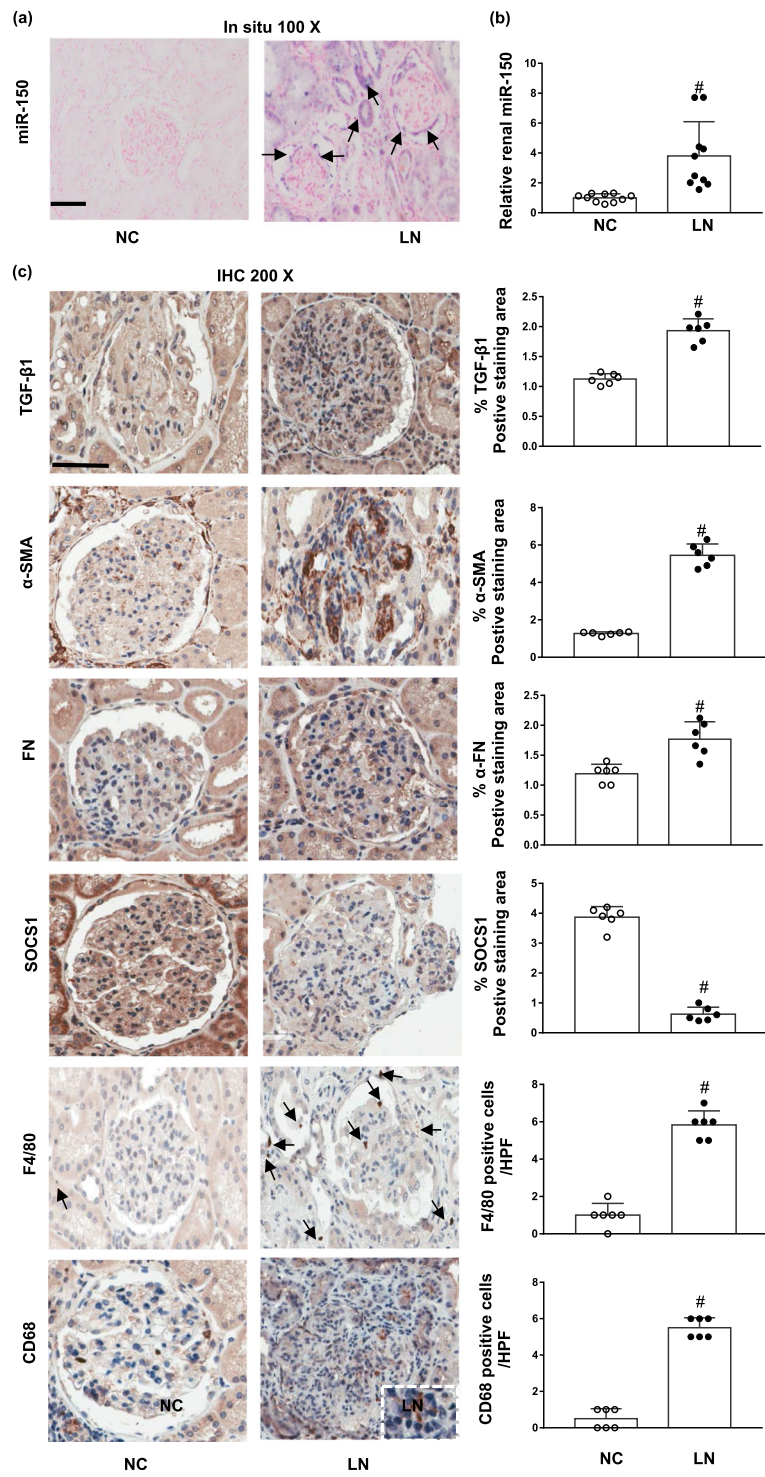 (a)
In situ 100 X
miR-150
NC
LN
(b)
Relative renal miR-150
10
8
6
4
2
0
#
NC
LN
(c)
IHC 200 X
TGF-β1
% TGF-β1
Postive staining area
2.5
2.0
1.5
1.0
0.5
0.0
#
α-SMA
% α-SMA
Postive staining area
8
6
4
2
0
#
FN
% α-FN
Postive staining area
2.5
2.0
1.5
1.0
0.5
0.0
#
SOCS1
% SOCS1
Postive staining area
5
4
3
2
1
0
#
F4/80
F4/80 positive cells
/HPF
8
6
4
2
0
#
CD68
NC
LN
CD68 positive cells
/HPF
8
6
4
2
0
#
NC
LN
NC
LN